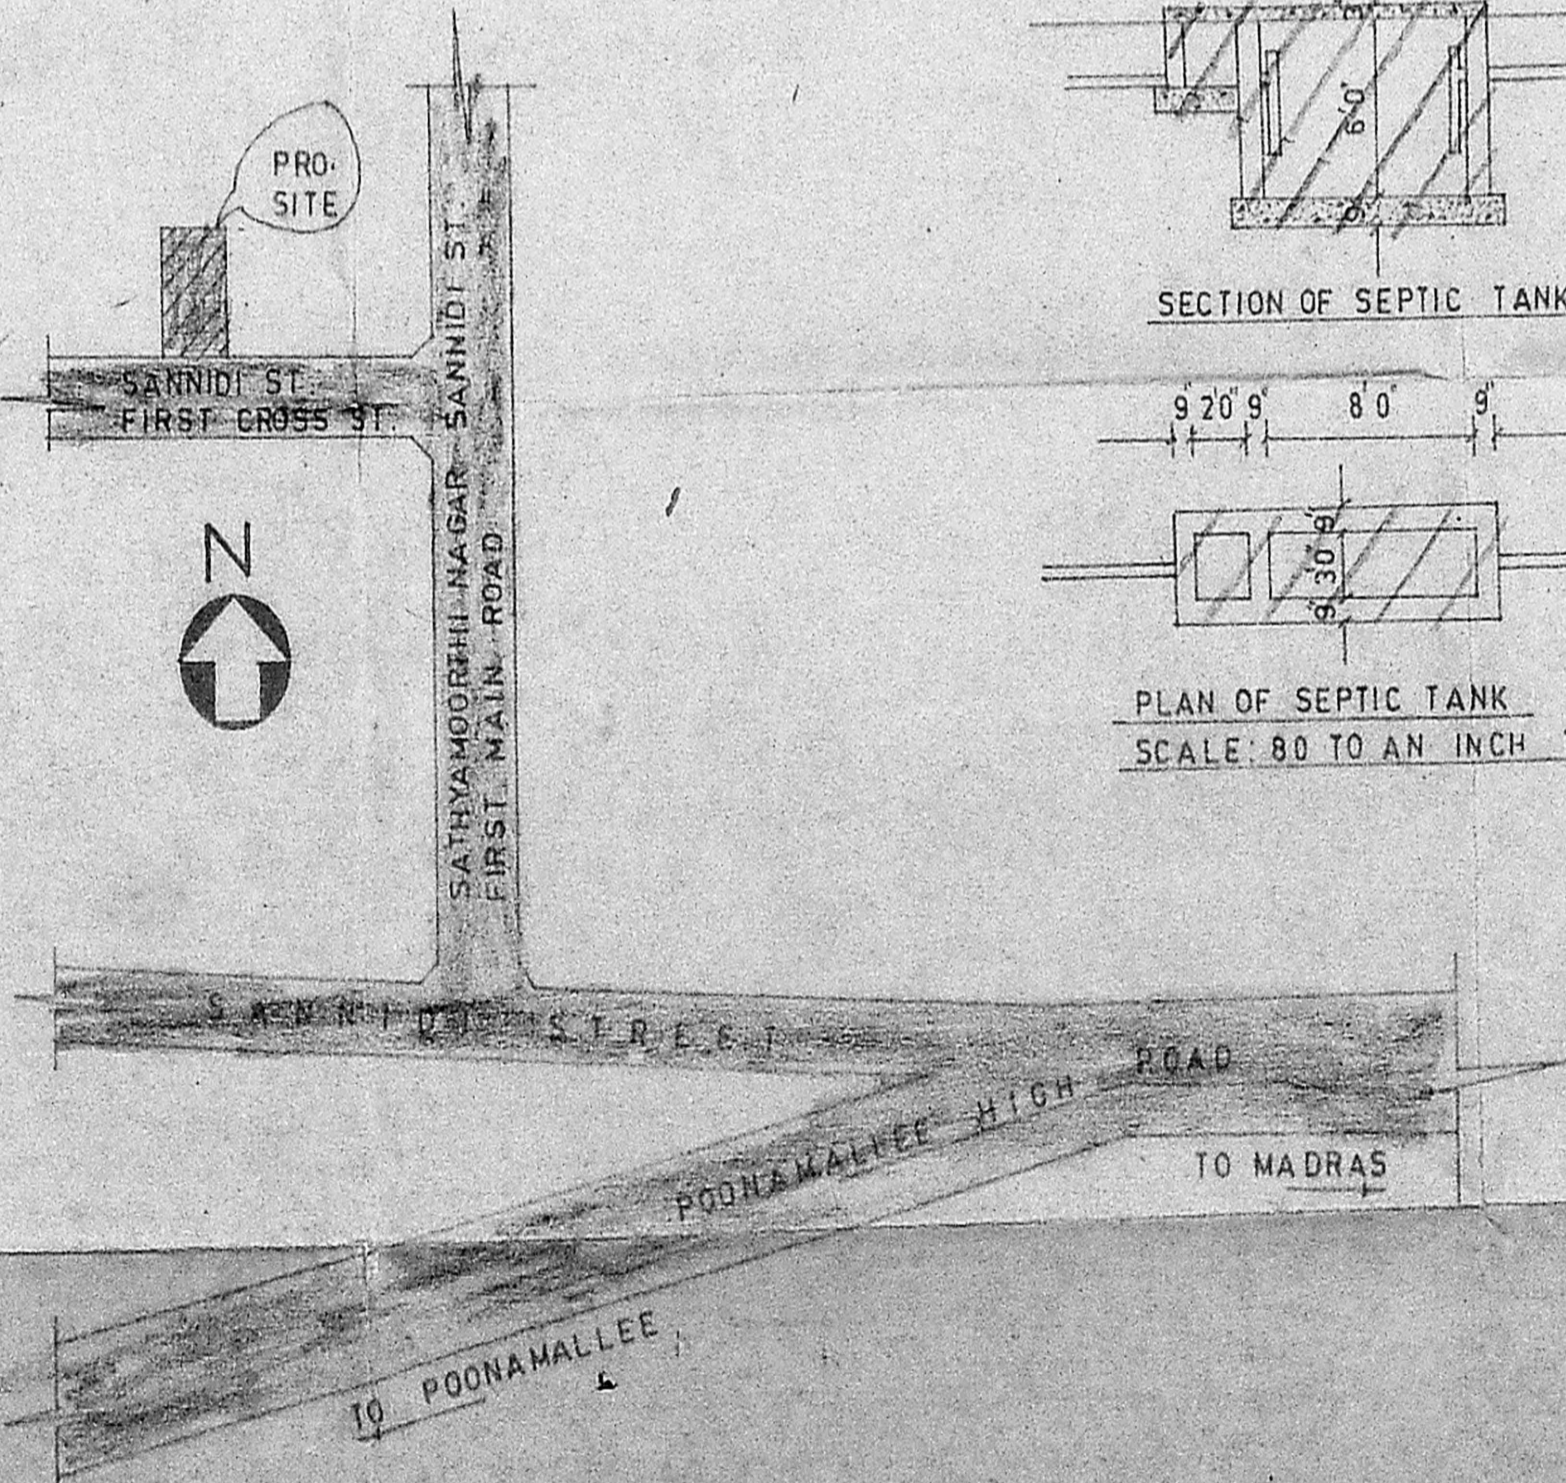 PRO.
SITE
SANNIDI ST.
FIRST CROSS ST.
SATHYAMOORTHI NAGAR SANNIDI ST.
FIRST MAIN ROAD
N
SANNIDI STREET
POONAMALLEE HIGH ROAD
TO MADRAS
TO POONAMALLEE
6'0"
9"
SECTION OF SEPTIC TANK
9" 2'0" 9" 8'0" 9"
9" 3'0" 9"
PLAN OF SEPTIC TANK
SCALE: 80 TO AN INCH